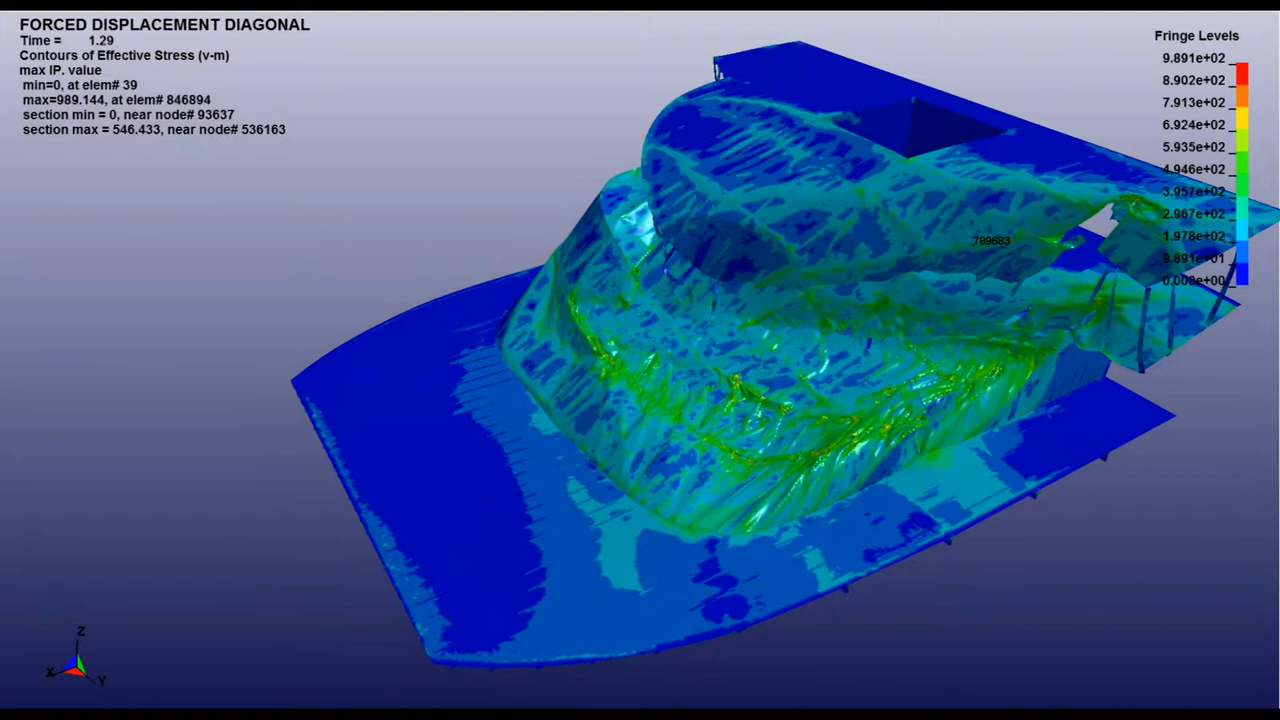 FORCED DISPLACEMENT DIAGONAL
Time = 1.29
Contours of Effective Stress (v-m)
max IP. value
min=0, at elem# 39
max=989.144, at elem# 846894
section min = 0, near node# 93637
section max = 546.433, near node# 536163
Fringe Levels
9.891e+02
8.902e+02
7.913e+02
6.924e+02
5.935e+02
4.946e+02
3.957e+02
2.967e+02
1.978e+02
9.891e+01
0.000e+00
789683
Z
X
Y